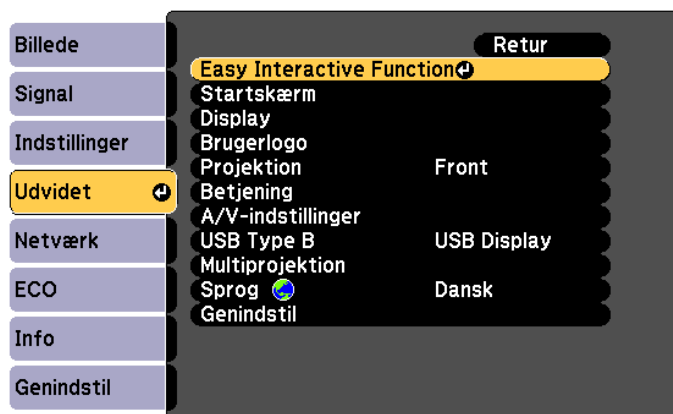 Billede
Signal
Indstillinger
Udvidet
Netværk
ECO
Info
Genindstil
Retur
Easy Interactive Function
Startskærm
Display
Brugerlogo
Projektion Front
Betjening
A/V-indstillinger
USB Type B USB Display
Multiprojektion
Sprog Dansk
Genindstil